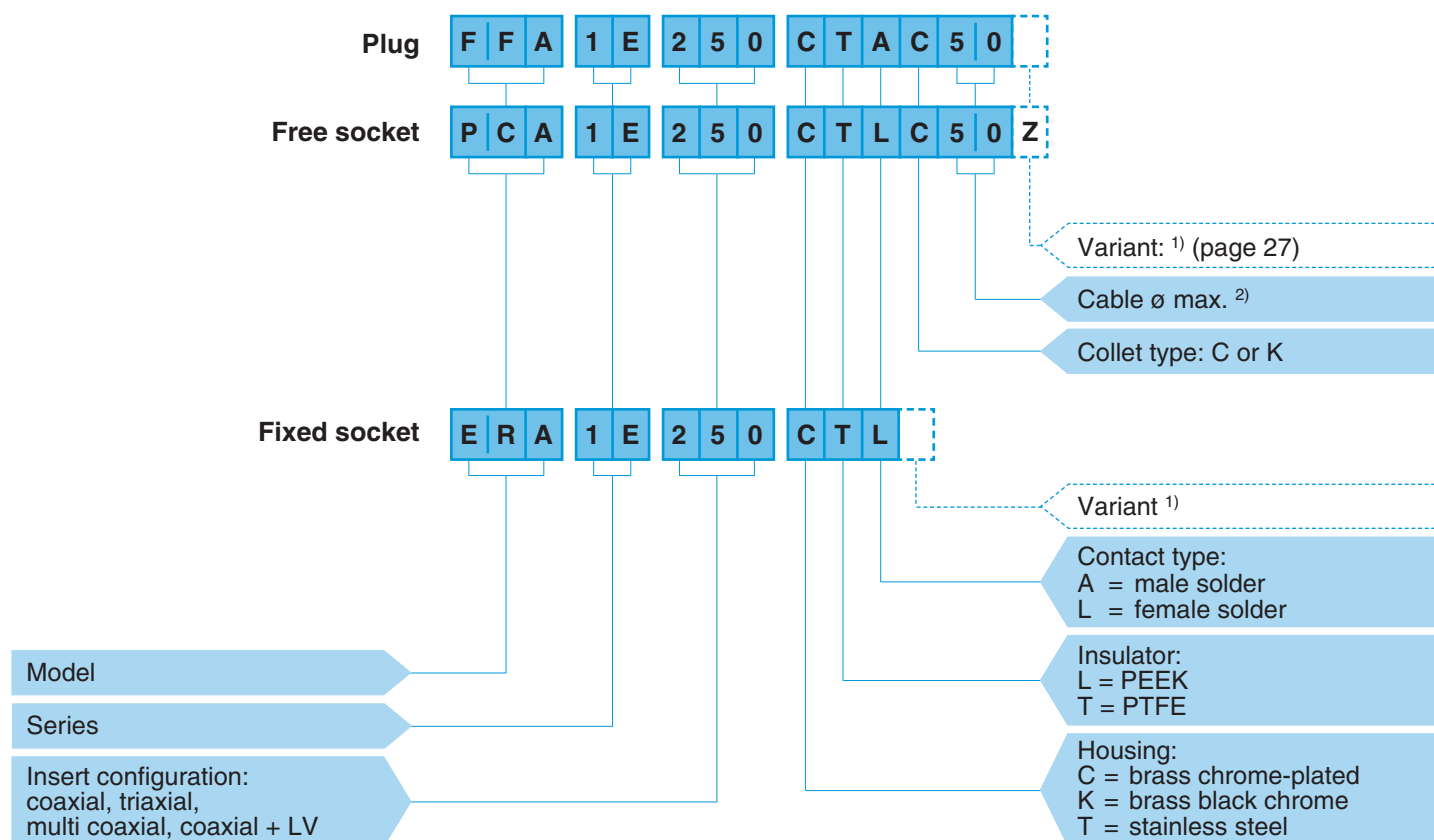 Plug F F A 1 E 2 5 0 C T A C 5 0
Free socket P C A 1 E 2 5 0 C T L C 5 0 Z
Variant: 1) (page 27)
Cable ø max. 2)
Collet type: C or K
Fixed socket E R A 1 E 2 5 0 C T L
Variant 1)
Contact type:
A = male solder
L = female solder
Model
Insulator:
L = PEEK
T = PTFE
Series
Insert configuration:
coaxial, triaxial,
multi coaxial, coaxial + LV
Housing:
C = brass chrome-plated
K = brass black chrome
T = stainless steel